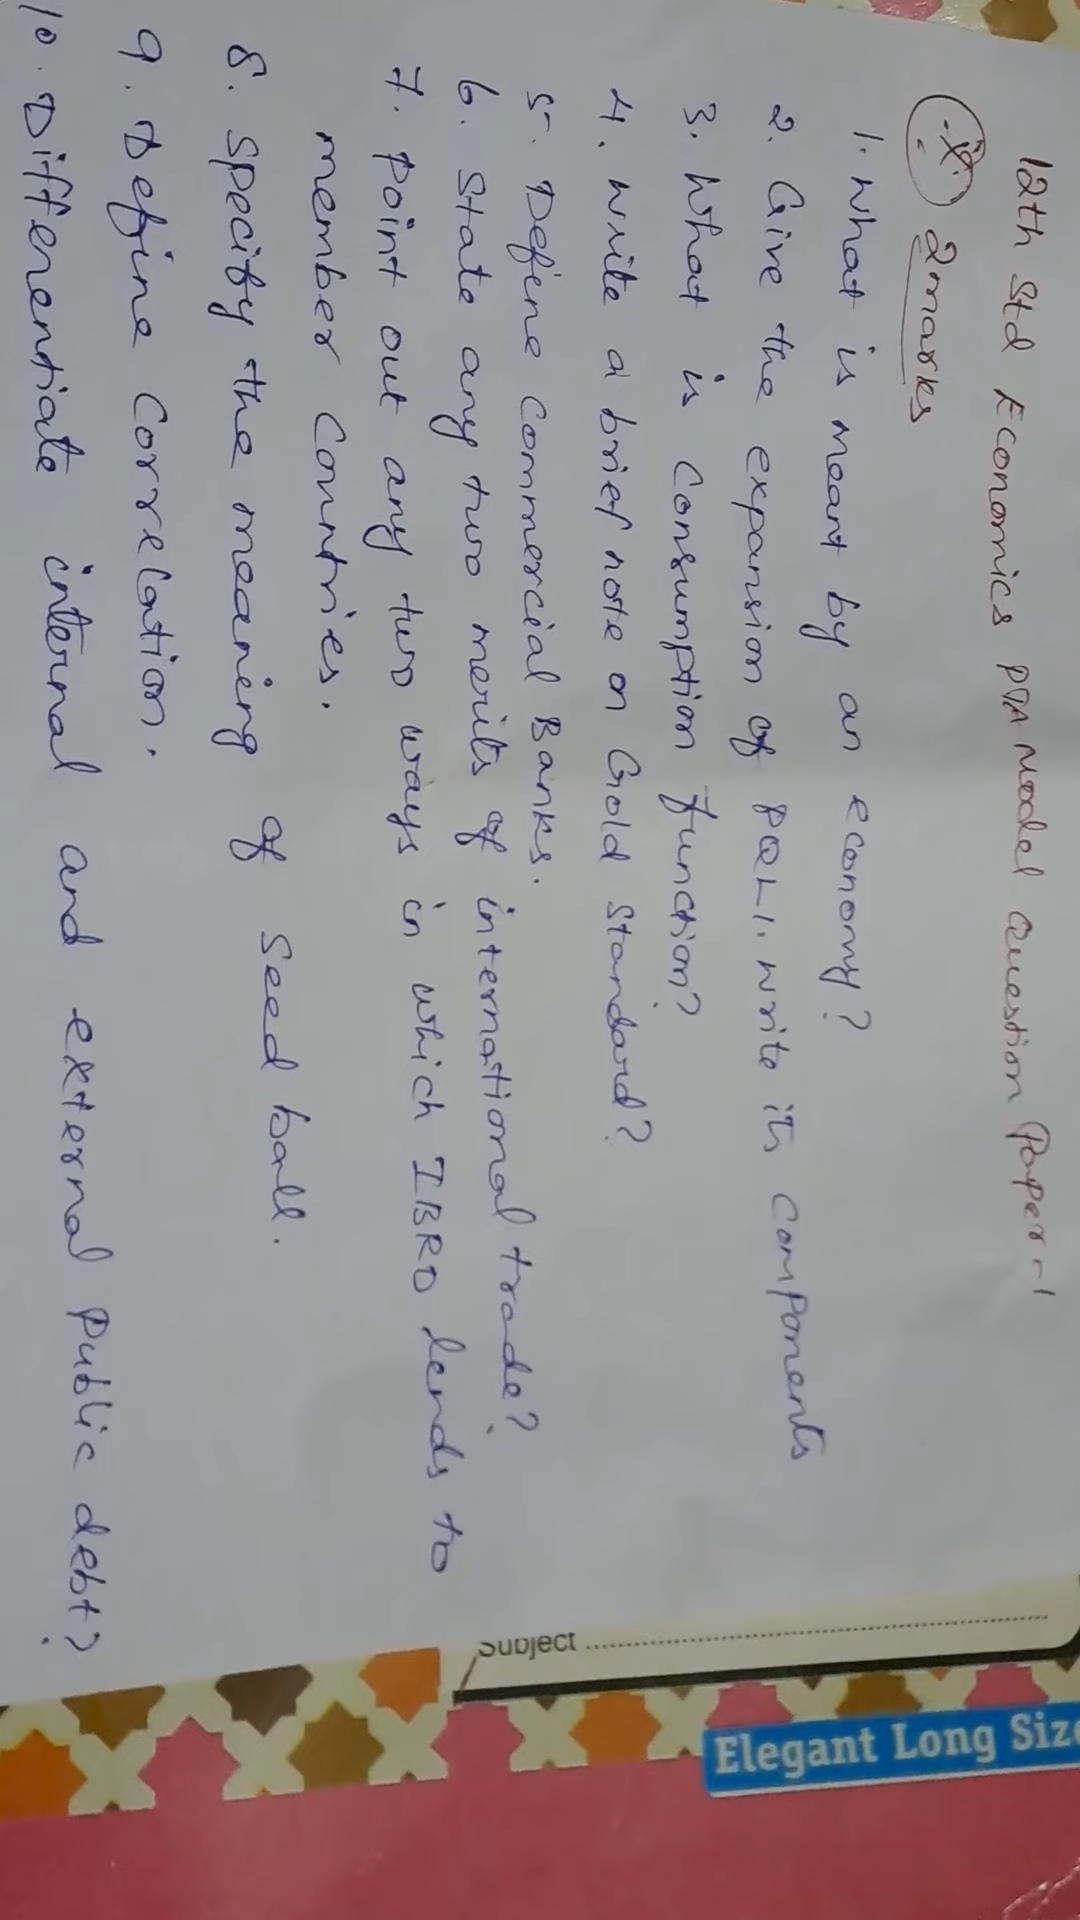 12th Std Economics PTA Model Question Paper-1
2 marks
1. What is meant by an economy?
2. Give the expansion of PQLI. write its components
3. What is Consumption function?
4. write a brief note on Gold Standard?
5. Define Commercial Banks.
6. State any two merits of international trade?
7. Point out any two ways in which IBRD lends to
member Countries.
8. Specify the meaning of Seed ball.
9. Define Correlation.
10. Differentiate internal and external Public debt?
Subject
Elegant Long Size